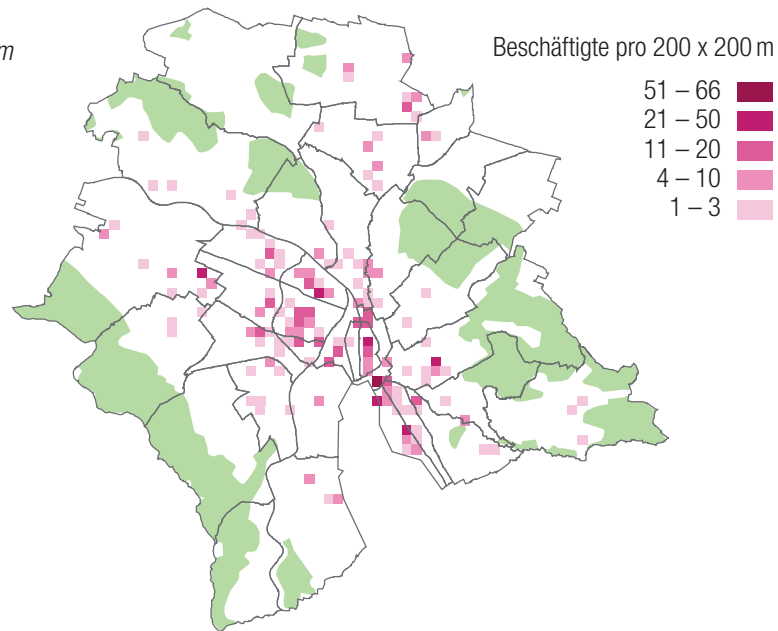 m
Beschäftigte pro 200 x 200 m
51 – 66
21 – 50
11 – 20
4 – 10
1 – 3